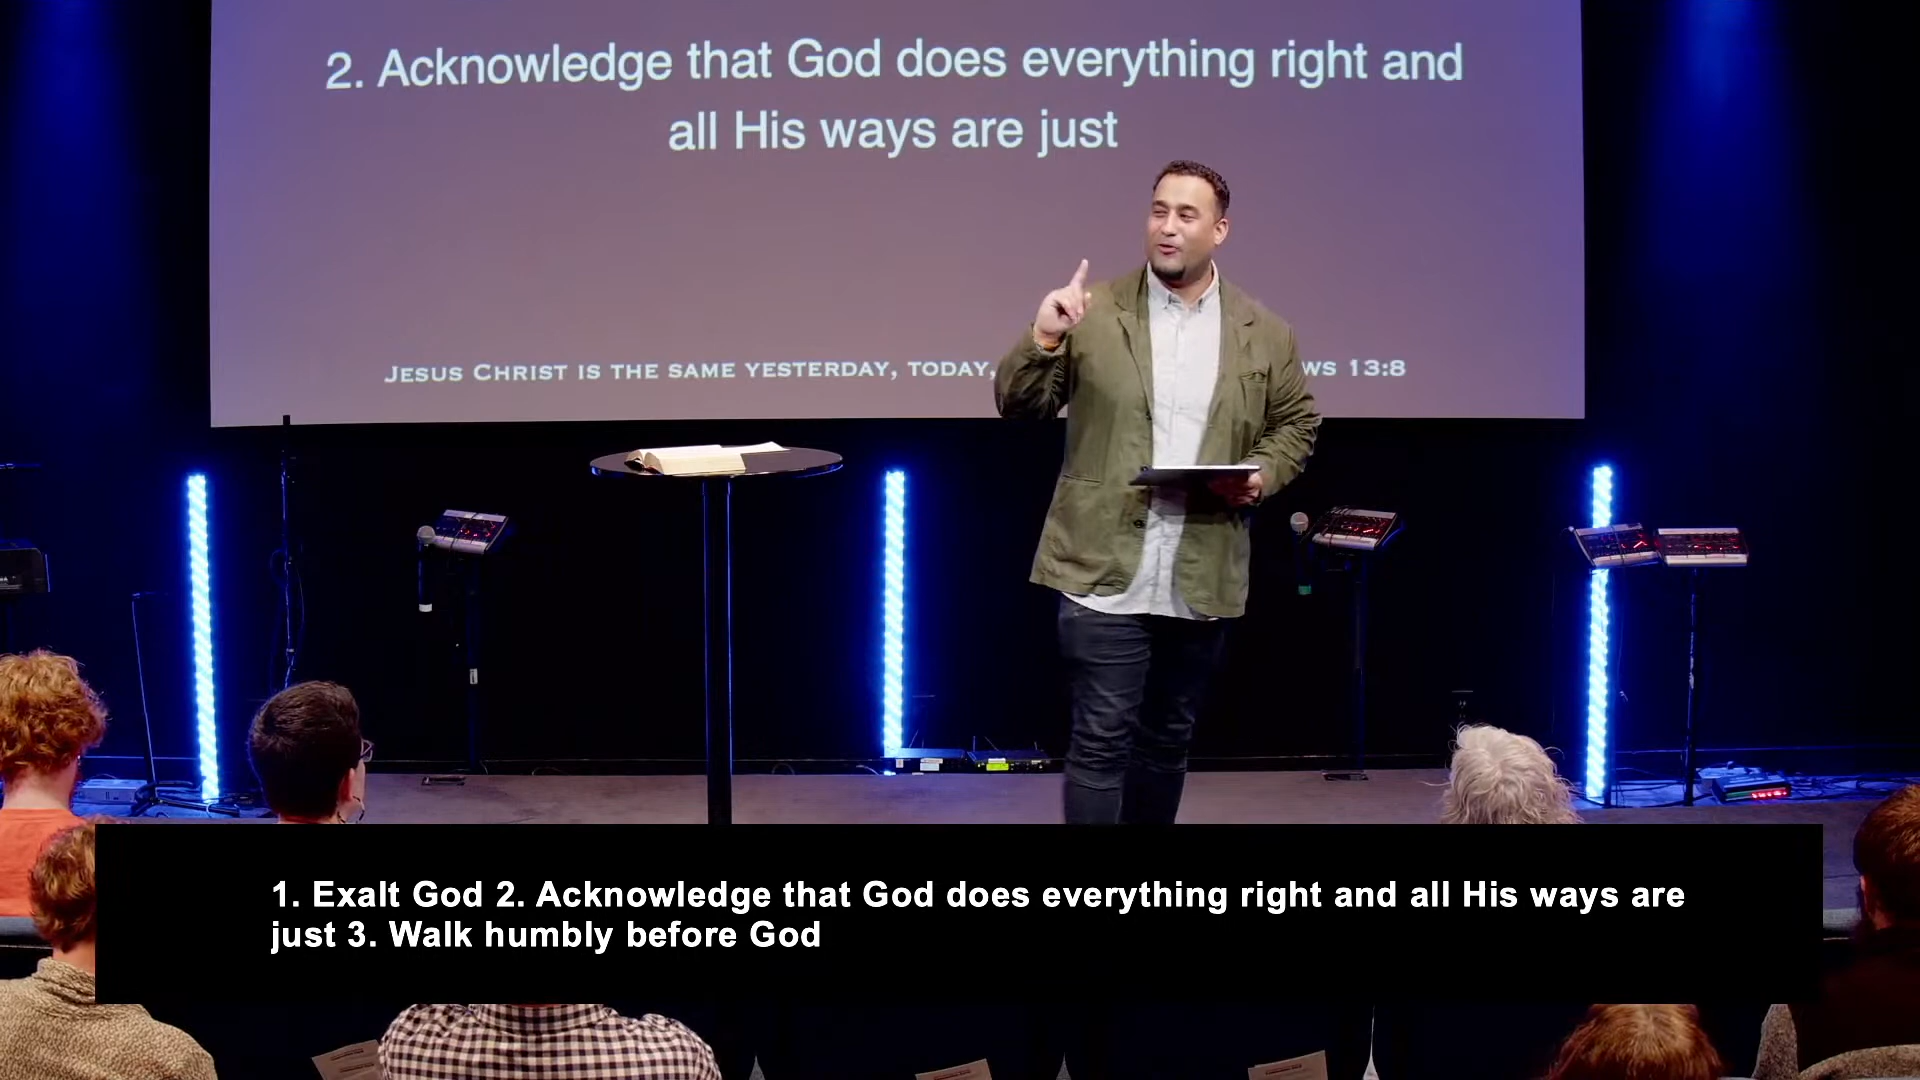 2. Acknowledge that God does everything right and
all His ways are just
Jesus Christ is the same yesterday, today,
ws 13:8
1. Exalt God 2. Acknowledge that God does everything right and all His ways are
just 3. Walk humbly before God